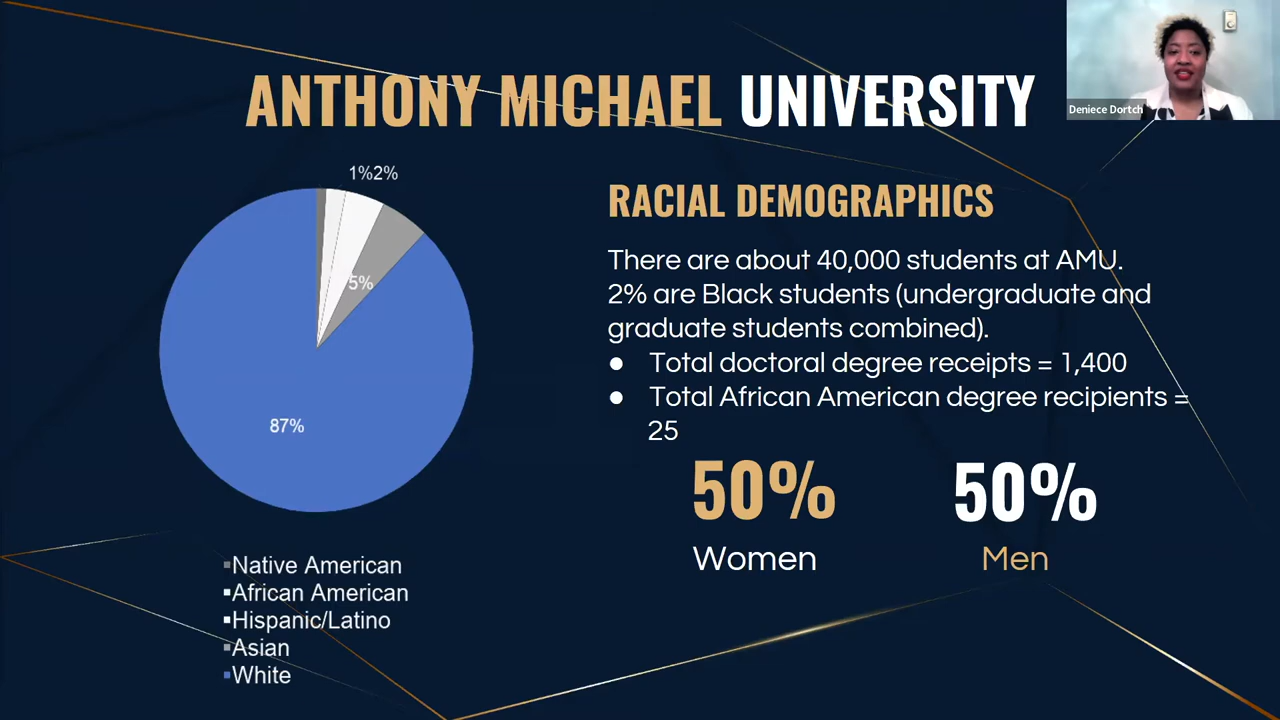 ANTHONY MICHAEL UNIVERSITY
Deniece Dortch
1%2%
5%
87%
▪Native American
▪African American
▪Hispanic/Latino
▪Asian
▪White
RACIAL DEMOGRAPHICS
There are about 40,000 students at AMU.
2% are Black students (undergraduate and
graduate students combined).
● Total doctoral degree receipts = 1,400
● Total African American degree recipients =
25
50% 50%
Women Men